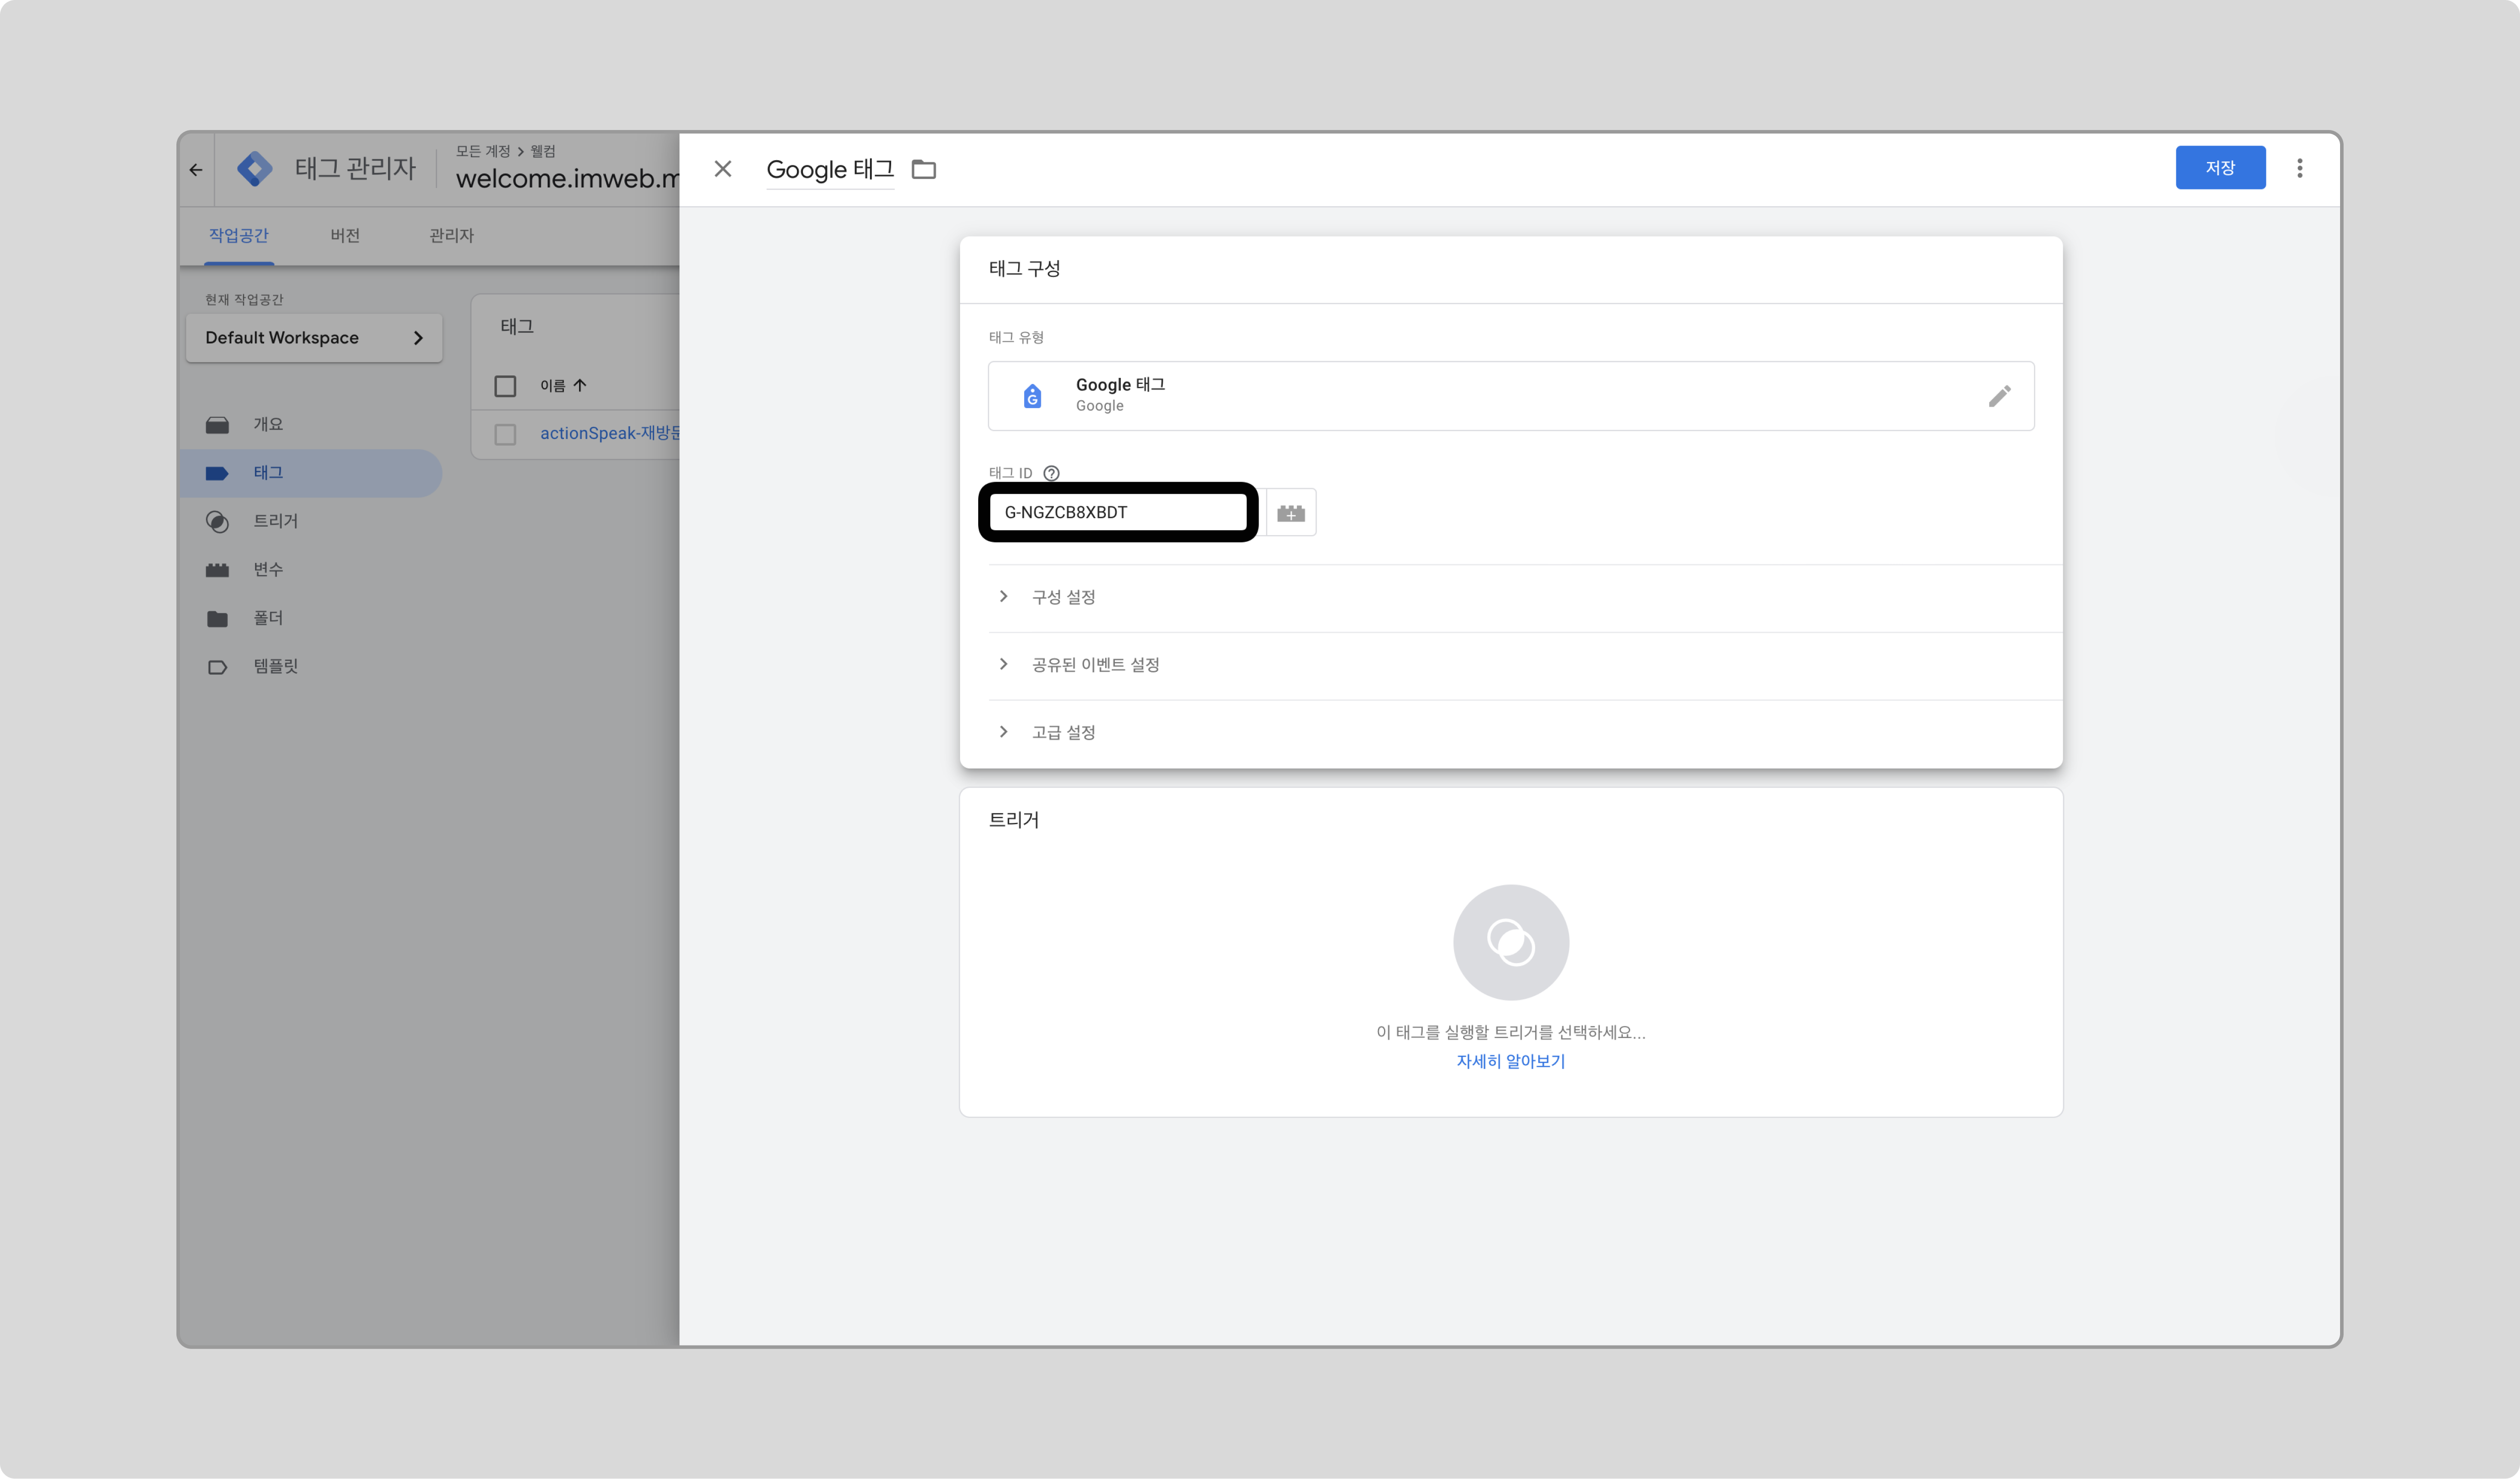 태그 관리자
모든 계정 > 웰컴
welcome.imweb.m
작업공간
버전
관리자
현재 작업공간
Default Workspace
개요
태그
트리거
변수
폴더
템플릿
태그
이름
actionSpeak-재방문
Google 태그
저장
태그 구성
태그 유형
Google 태그
Google
태그 ID
G-NGZCB8XBDT
구성 설정
공유된 이벤트 설정
고급 설정
트리거
이 태그를 실행할 트리거를 선택하세요...
자세히 알아보기